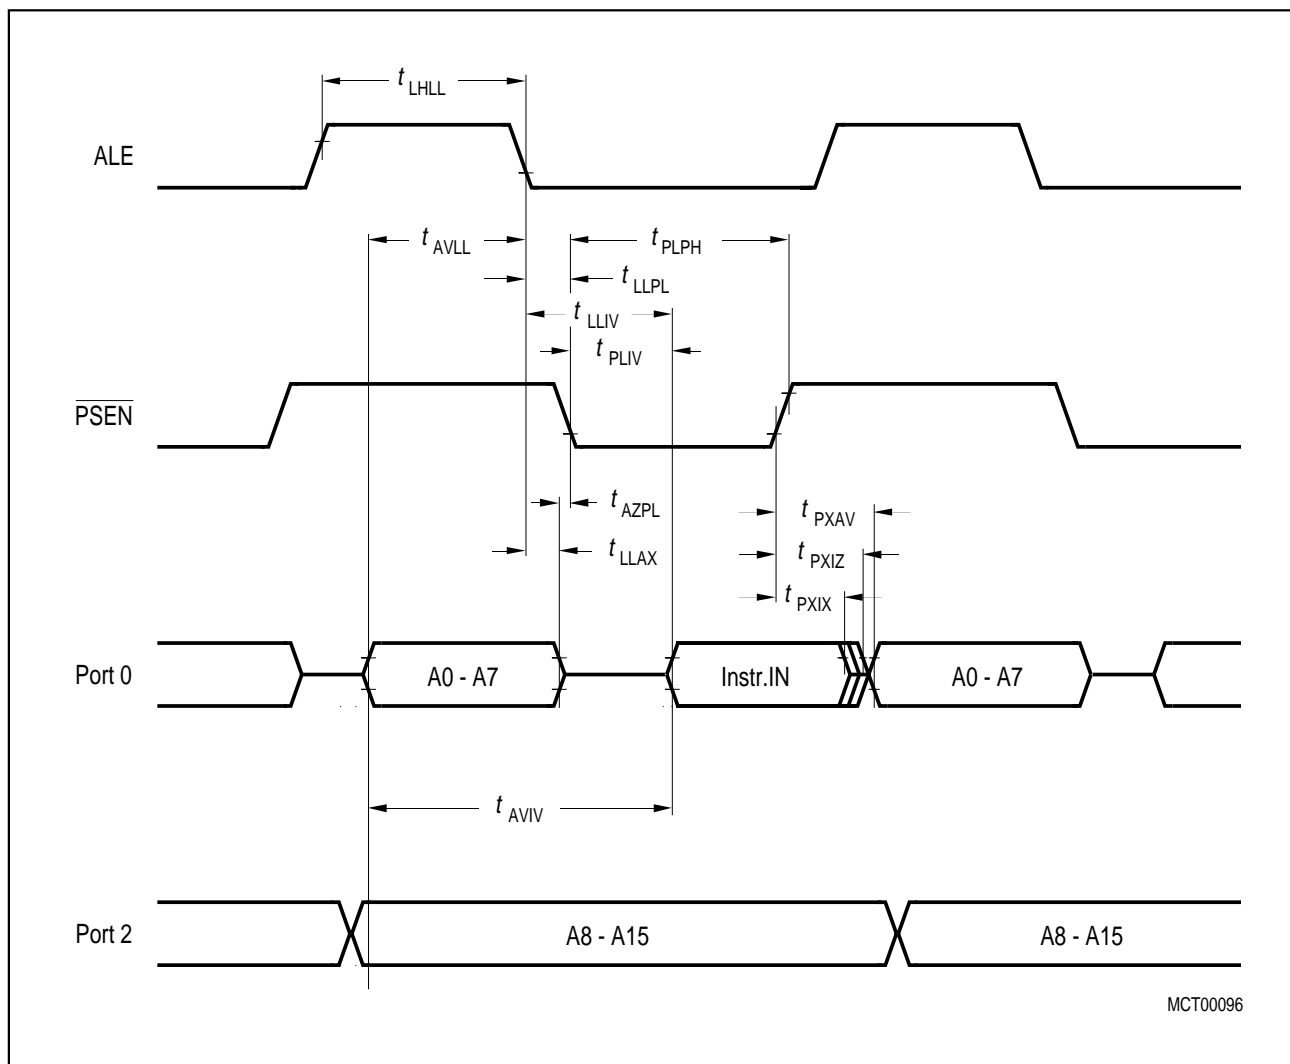 t LHLL
ALE
t AVLL
t PLPH
t LLPL
t LLIV
t PLIV
PSEN
t AZPL
t PXAV
t LLAX
t PXIZ
t PXIX
Port 0
A0 - A7
Instr.IN
A0 - A7
t AVIV
Port 2
A8 - A15
A8 - A15
MCT00096